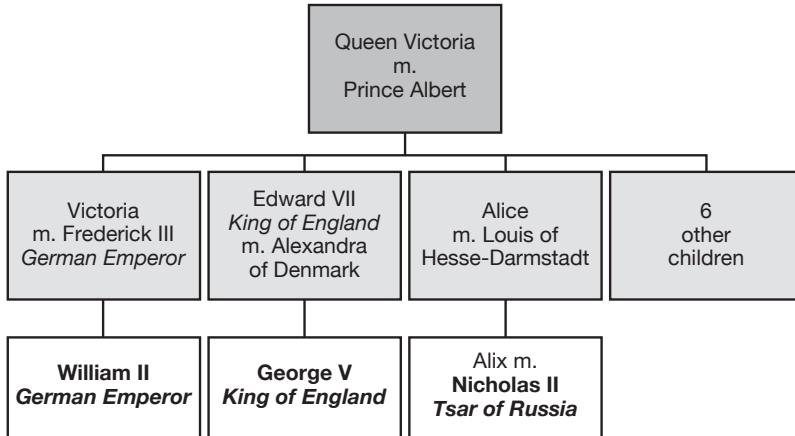 Queen Victoria
m.
Prince Albert
Victoria
m. Frederick III
German Emperor
Edward VII
King of England
m. Alexandra
of Denmark
Alice
m. Louis of
Hesse-Darmstadt
6
other
children
William II
German Emperor
George V
King of England
Alix m.
Nicholas II
Tsar of Russia